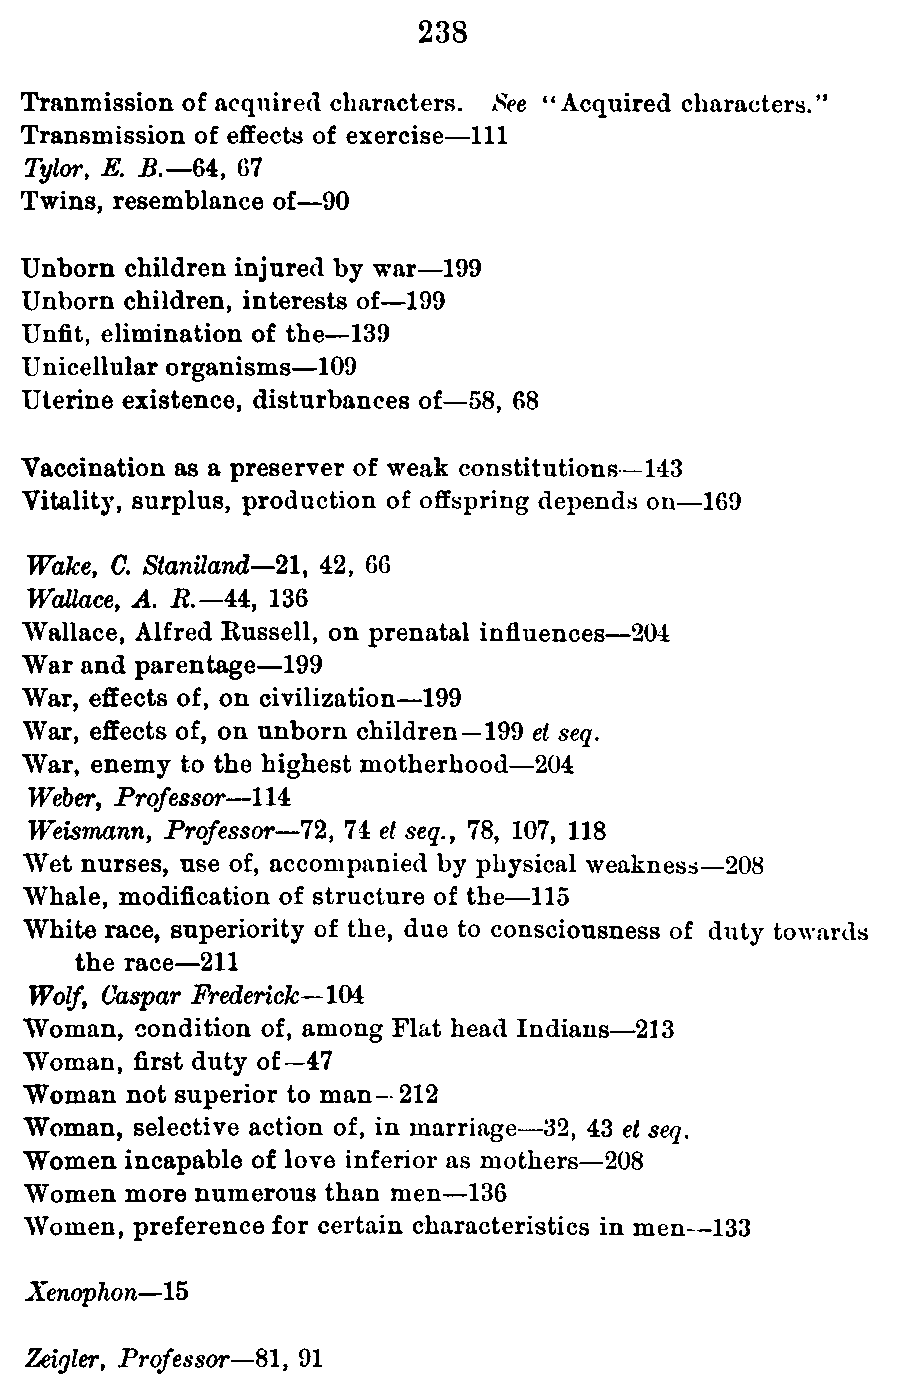 238
Tranmission of acquired characters. See "Acquired characters."
Transmission of effects of exercise—111
Tylor, E. B.—64, 67
Twins, resemblance of—90
Unborn children injured by war—199
Unborn children, interests of—199
Unfit, elimination of the—139
Unicellular organisms—109
Uterine existence, disturbances of—58, 68
Vaccination as a preserver of weak constitutions—143
Vitality, surplus, production of offspring depends on—169
Wake, C. Staniland—21, 42, 66
Wallace, A. R.—44, 136
Wallace, Alfred Russell, on prenatal influences—204
War and parentage—199
War, effects of, on civilization—199
War, effects of, on unborn children—199 et seq.
War, enemy to the highest motherhood—204
Weber, Professor—114
Weismann, Professor—72, 74 et seq., 78, 107, 118
Wet nurses, use of, accompanied by physical weakness—208
Whale, modification of structure of the—115
White race, superiority of the, due to consciousness of duty towards
the race—211
Wolf, Caspar Frederick—104
Woman, condition of, among Flat head Indians—213
Woman, first duty of—47
Woman not superior to man—212
Woman, selective action of, in marriage—32, 43 et seq.
Women incapable of love inferior as mothers—208
Women more numerous than men—136
Women, preference for certain characteristics in men—133
Xenophon—15
Zeigler, Professor—81, 91